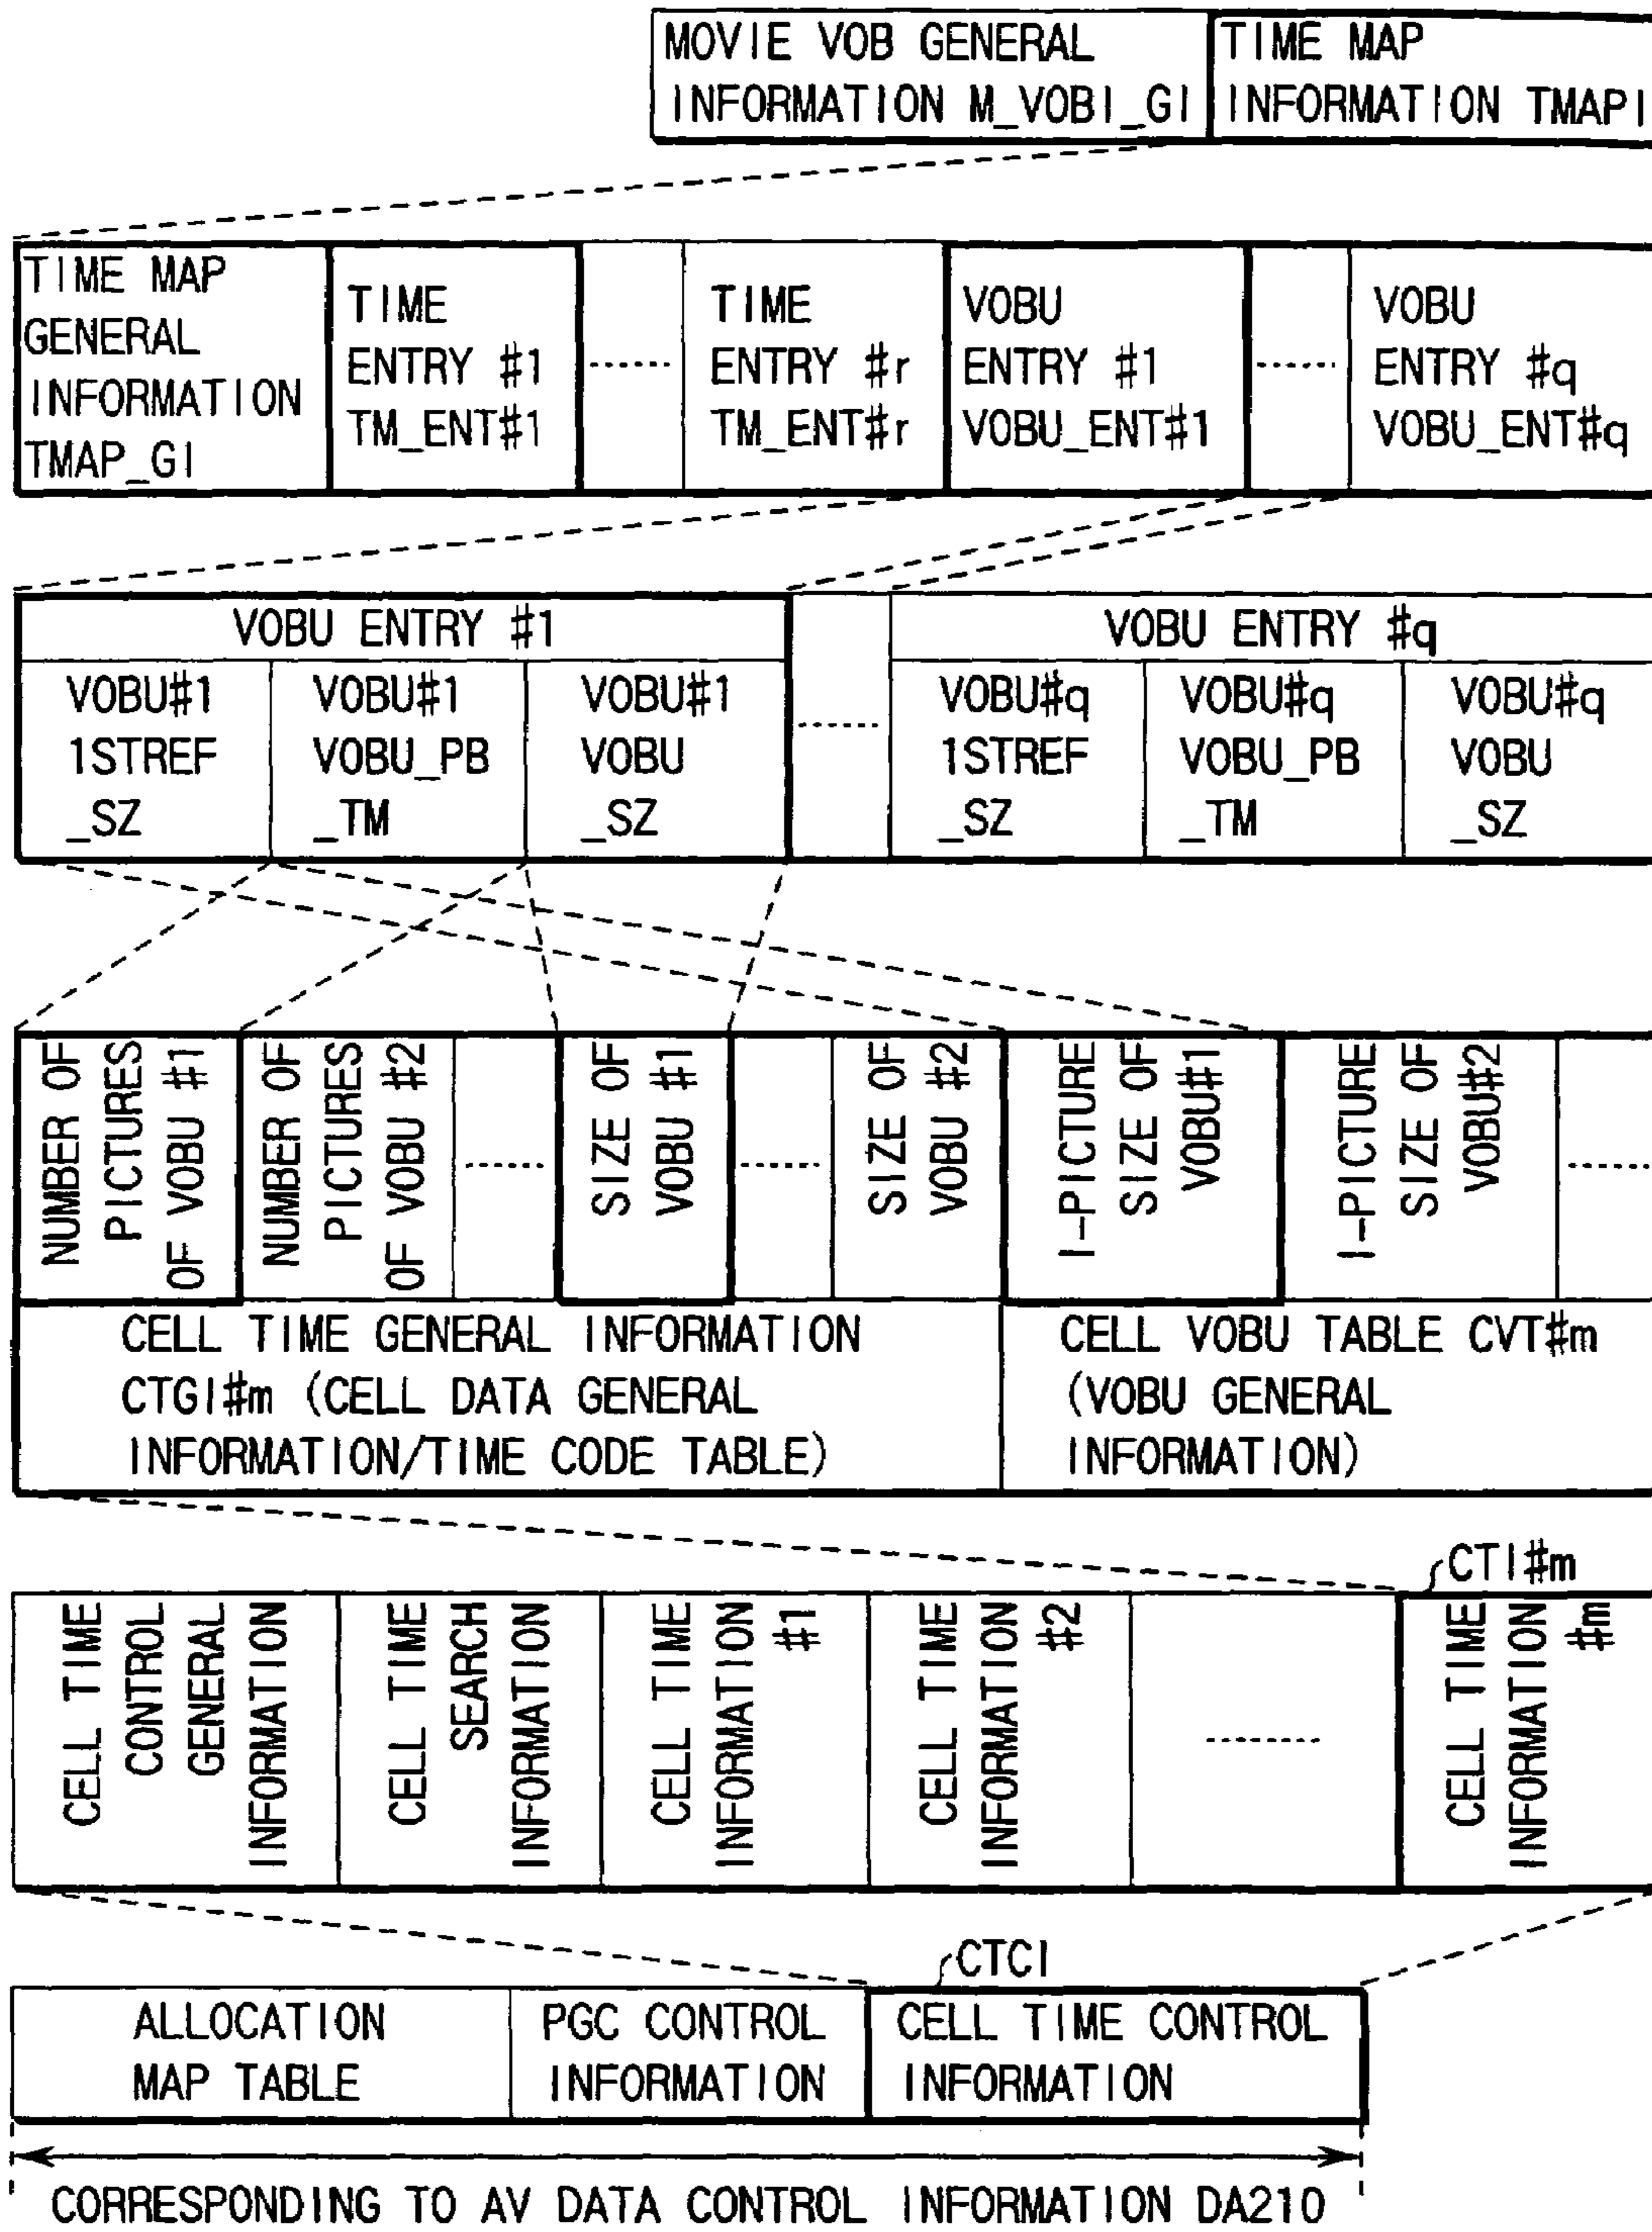 MOVIE VOB GENERAL
INFORMATION M_VOBI_GI
TIME MAP
INFORMATION TMAPI
TIME MAP
GENERAL
INFORMATION
TMAP_GI
TIME
ENTRY #1
TM_ENT#1
........
TIME
ENTRY #r
TM_ENT#r
VOBU
ENTRY #1
VOBU_ENT#1
........
VOBU
ENTRY #q
VOBU_ENT#q
VOBU ENTRY #1
VOBU#1
1STREF
_SZ
VOBU#1
VOBU_PB
_TM
VOBU#1
VOBU
_SZ
........
VOBU ENTRY #q
VOBU#q
1STREF
_SZ
VOBU#q
VOBU_PB
_TM
VOBU#q
VOBU
_SZ
NUMBER OF
PICTURES
OF VOBU #1
NUMBER OF
PICTURES
OF VOBU #2
........
SIZE OF
VOBU #1
........
SIZE OF
VOBU #2
I-PICTURE
SIZE OF
VOBU#1
I-PICTURE
SIZE OF
VOBU#2
........
CELL TIME GENERAL INFORMATION
CTGI#m (CELL DATA GENERAL
INFORMATION/TIME CODE TABLE)
CELL VOBU TABLE CVT#m
(VOBU GENERAL
INFORMATION)
CTI#m
CELL TIME
CONTROL
GENERAL
INFORMATION
CELL TIME
SEARCH
INFORMATION
CELL TIME
INFORMATION
#1
CELL TIME
INFORMATION
#2
........
CELL TIME
INFORMATION
#m
CTCI
ALLOCATION
MAP TABLE
PGC CONTROL
INFORMATION
CELL TIME CONTROL
INFORMATION
CORRESPONDING TO AV DATA CONTROL INFORMATION DA210